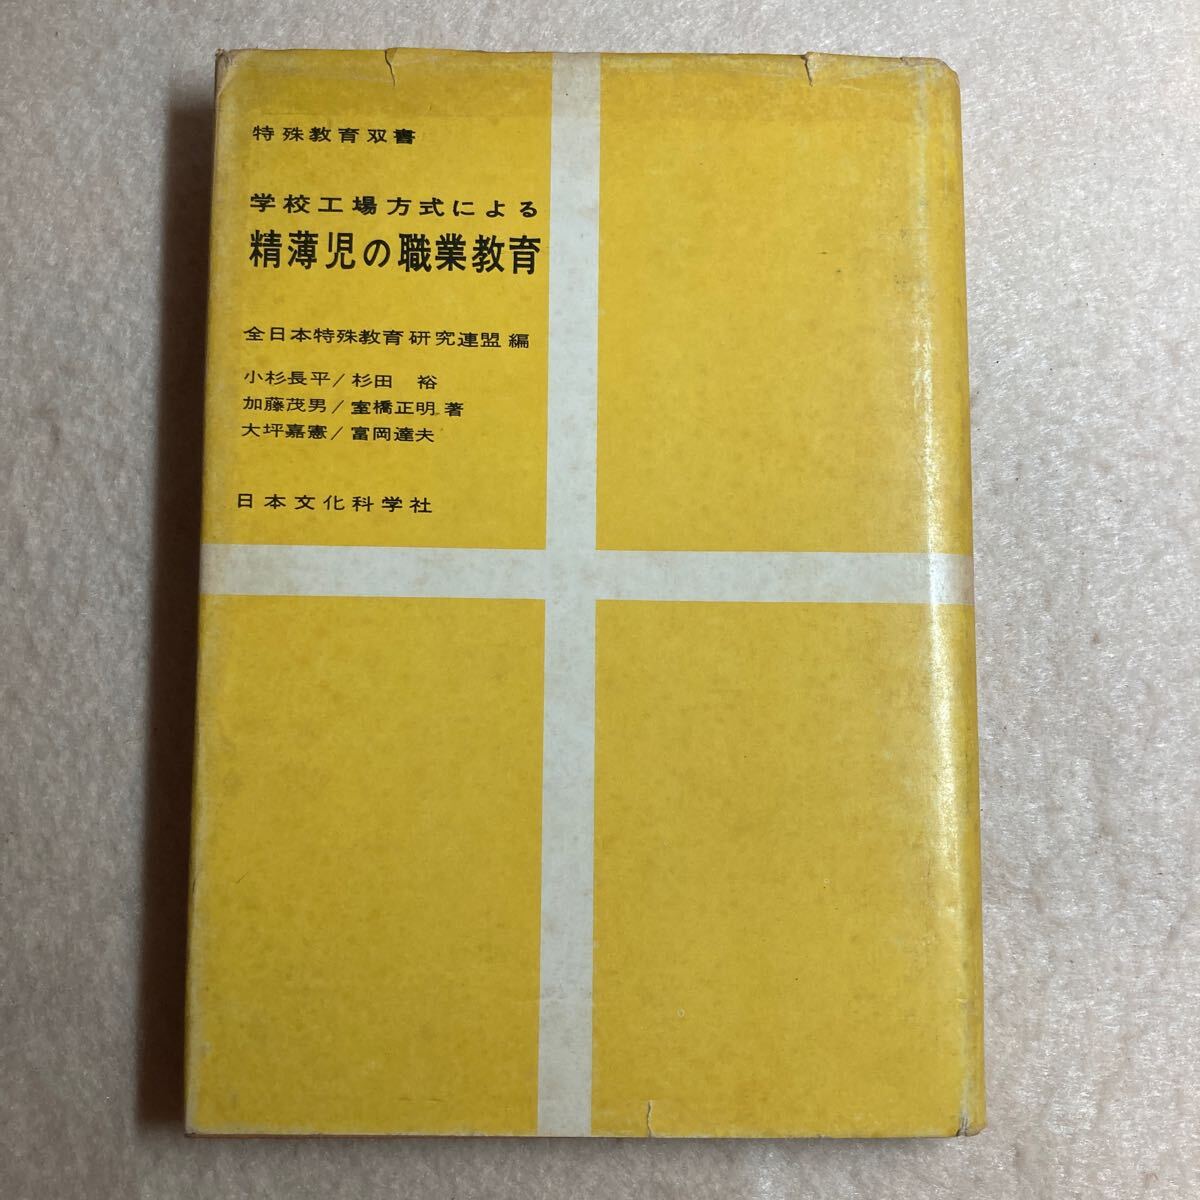 特殊教育双書
学校工場方式による
精薄児の職業教育
全日本特殊教育研究連盟 編
小杉長平/杉田 裕
加藤茂男/室橋正明 著
大坪嘉憲/富岡達夫
日本文化科学社